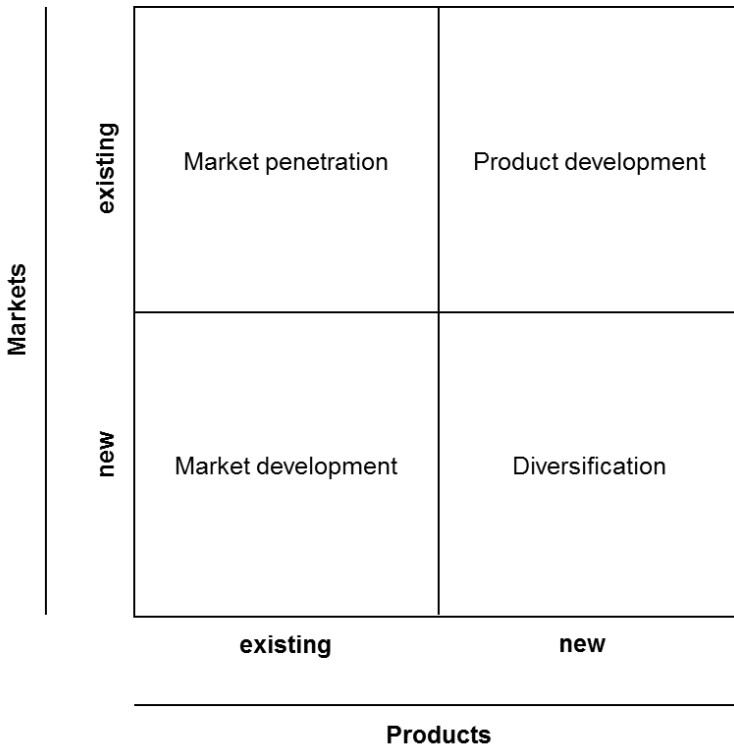 existing
Market penetration
Product development
Markets
new
Market development
Diversification
existing
new
Products